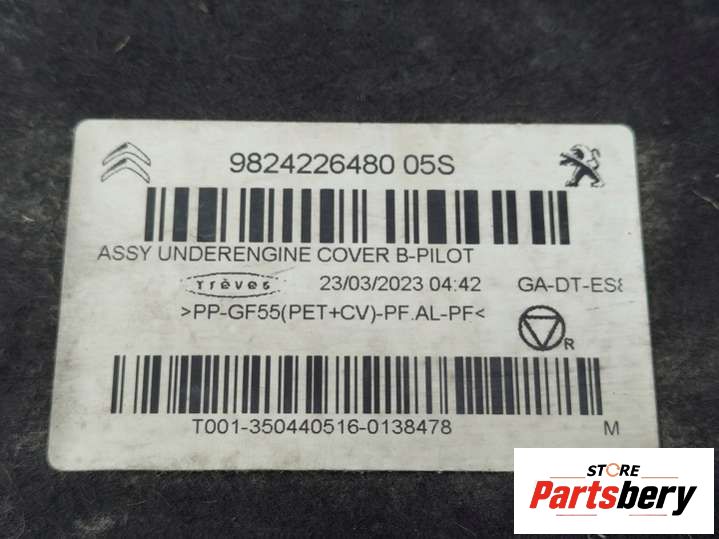 9824226480 05S
ASSY UNDERENGINE COVER B-PILOT
Trèves 23/03/2023 04:42 GA-DT-ES8
>PP-GF55(PET+CV)-PF.AL-PF<
R
T001-350440516-0138478 M
STORE
Partsbery